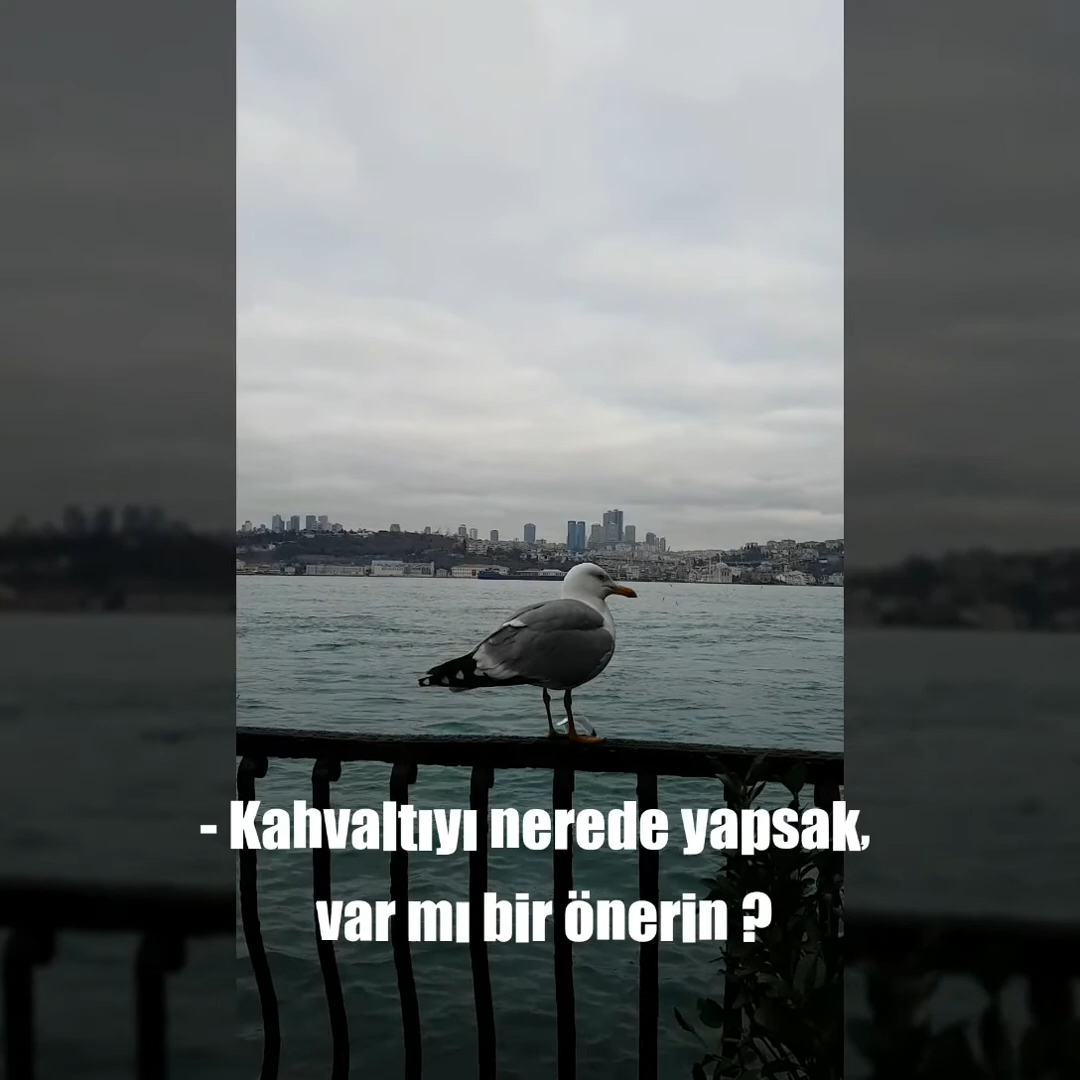 - Kahvaltıyı nerede yapsak,
var mı bir önerin ?